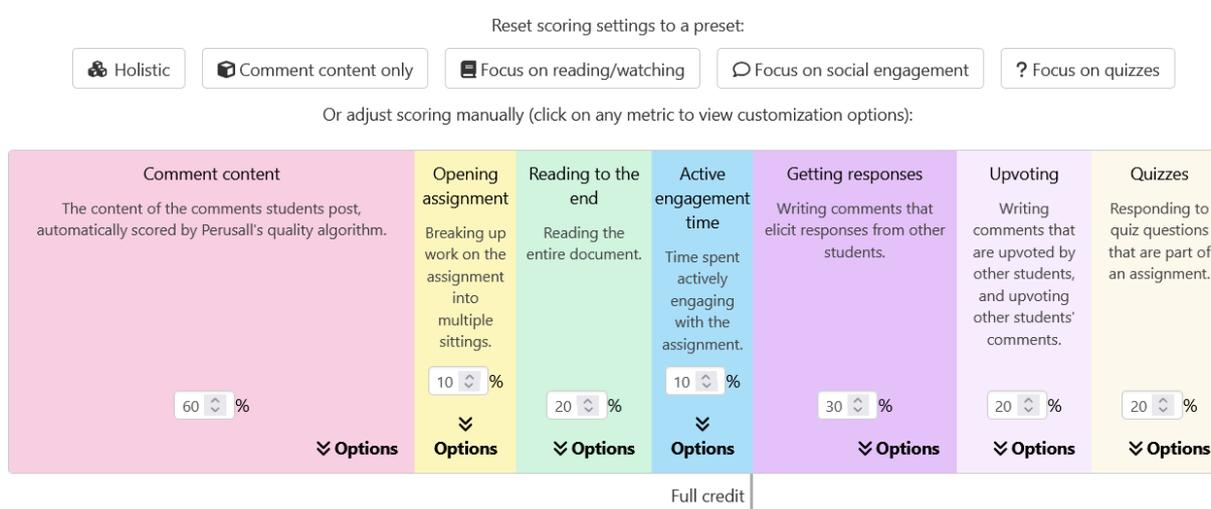 Reset scoring settings to a preset:
Holistic
Comment content only
Focus on reading/watching
Focus on social engagement
? Focus on quizzes
Or adjust scoring manually (click on any metric to view customization options):
Comment content
The content of the comments students post,
automatically scored by Perusall's quality algorithm.
60 %
Options
Opening
assignment
Breaking up
work on the
assignment
into
multiple
sittings.
10 %
Options
Reading to the
end
Reading the
entire document.
20 %
Options
Active
engagement
time
Time spent
actively
engaging
with the
assignment.
10 %
Options
Getting responses
Writing comments that
elicit responses from other
students.
30 %
Options
Upvoting
Writing
comments that
are upvoted by
other students,
and upvoting
other students'
comments.
20 %
Options
Quizzes
Responding to
quiz questions
that are part of
an assignment.
20 %
Options
Full credit